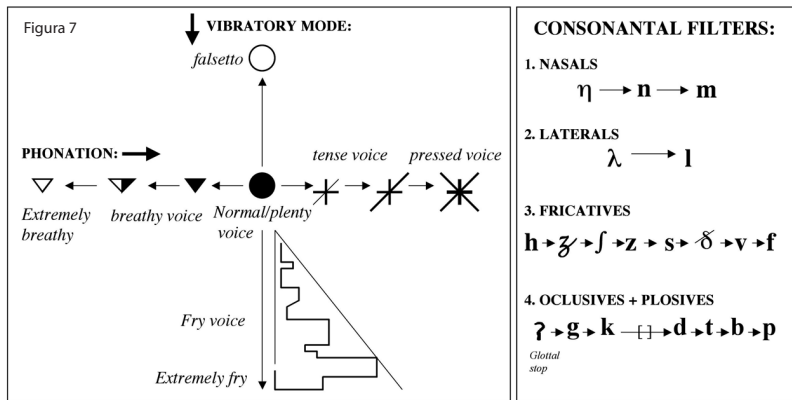 Figura 7
VIBRATORY MODE:
falsetto
PHONATION:
tense voice
pressed voice
Extremely
breathy
breathy voice
Normal/plenty
voice
Fry voice
Extremely fry
CONSONANTAL FILTERS:
1. NASALS
η n m
2. LATERALS
λ l
3. FRICATIVES
h ʒ ʃ z s δ v f
4. OCLUSIVES + PLOSIVES
ʔ g k [ ] d t b p
Glottal
stop